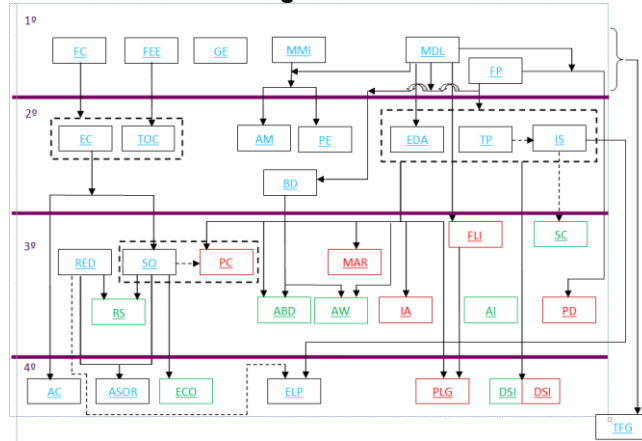 1º
FC FEE GE MMI MDL
FP
2º
EC TOC AM PE EDA TP IS
BD
3º
FLI SC
RED SO PC MAR
RS ABD AW IA AI PD
4º
AC ASOR ECO ELP PLG DSI DSI
TFG